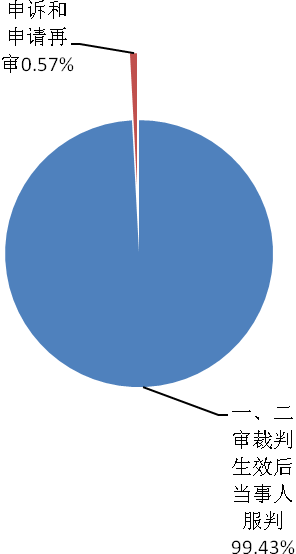 申诉和
申请再
审0.57%
一、二
审裁判
生效后
当事人
服判
99.43%